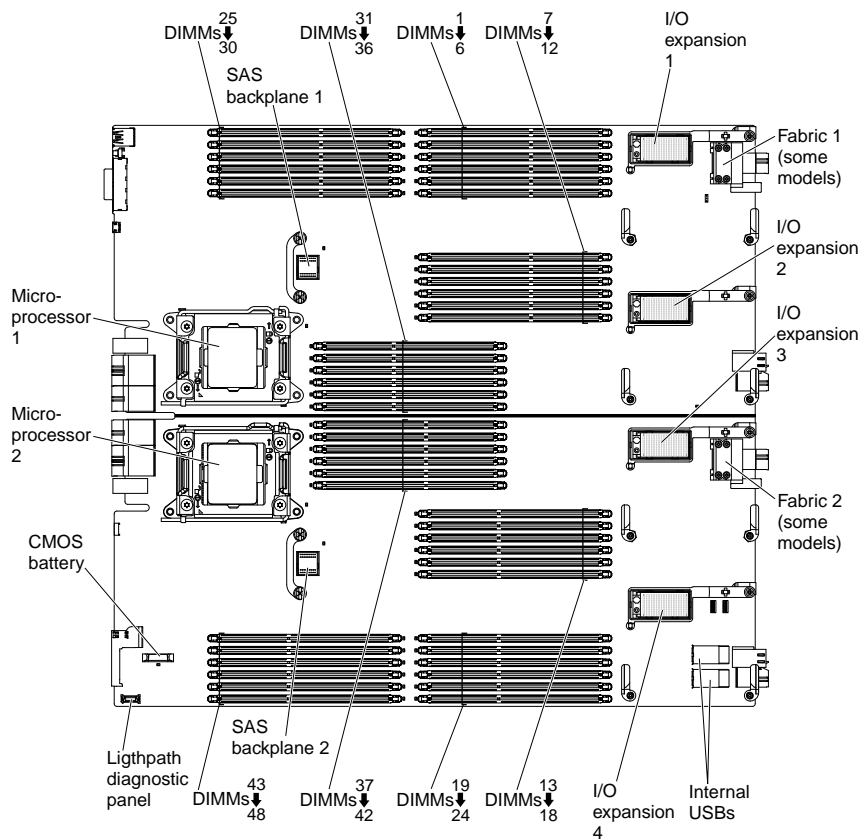 25
DIMMs
30
31
DIMMs
36
1
DIMMs
6
7
DIMMs
12
I/O
expansion
1
SAS
backplane 1
Fabric 1
(some
models)
I/O
expansion
2
Micro-
processor
1
I/O
expansion
3
Micro-
processor
2
Fabric 2
(some
models)
CMOS
battery
SAS
backplane 2
Ligthpath
diagnostic
panel
43
DIMMs
48
37
DIMMs
42
19
DIMMs
24
13
DIMMs
18
I/O
expansion
4
Internal
USBs